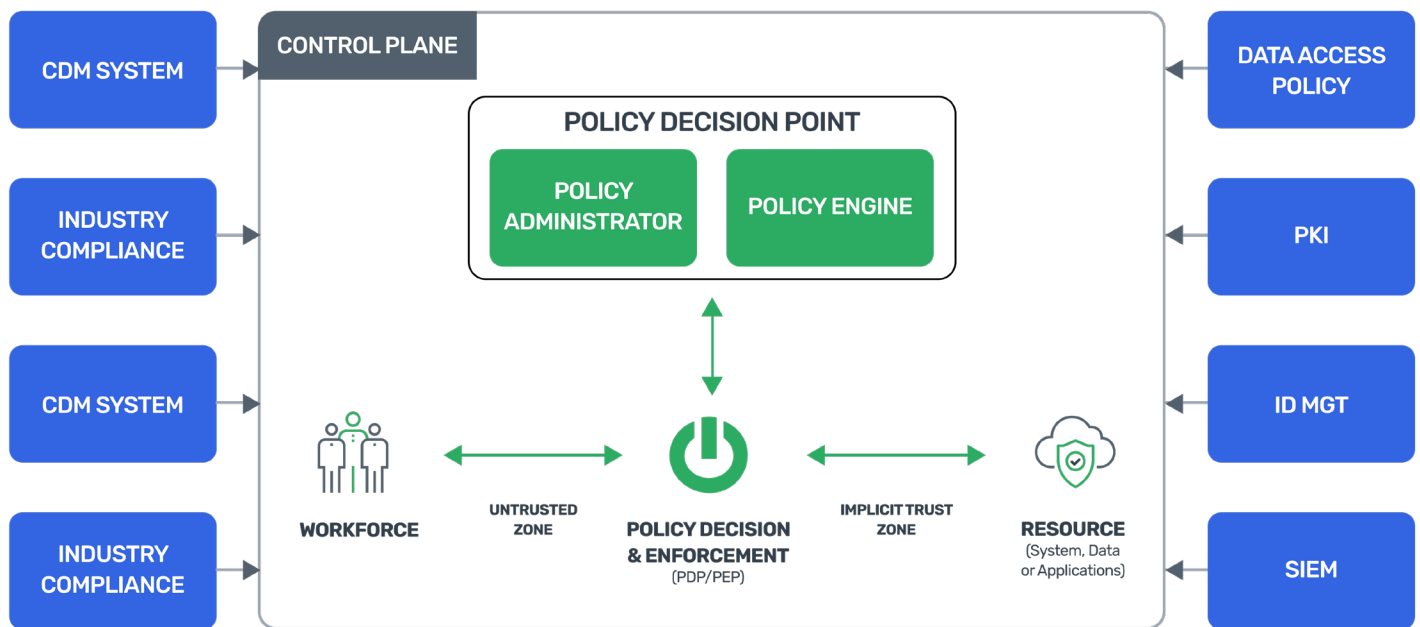 CDM SYSTEM
INDUSTRY
COMPLIANCE
CDM SYSTEM
INDUSTRY
COMPLIANCE
CONTROL PLANE
POLICY DECISION POINT
POLICY
ADMINISTRATOR
POLICY ENGINE
WORKFORCE
UNTRUSTED
ZONE
POLICY DECISION
& ENFORCEMENT
(PDP/PEP)
IMPLICIT TRUST
ZONE
RESOURCE
(System, Data
or Applications)
DATA ACCESS
POLICY
PKI
ID MGT
SIEM